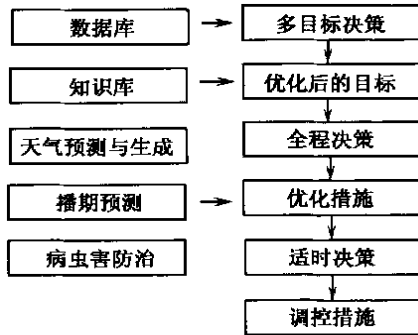 数据库
多目标决策
知识库
优化后的目标
天气预测与生成
全程决策
播期预测
优化措施
病虫害防治
适时决策
调控措施